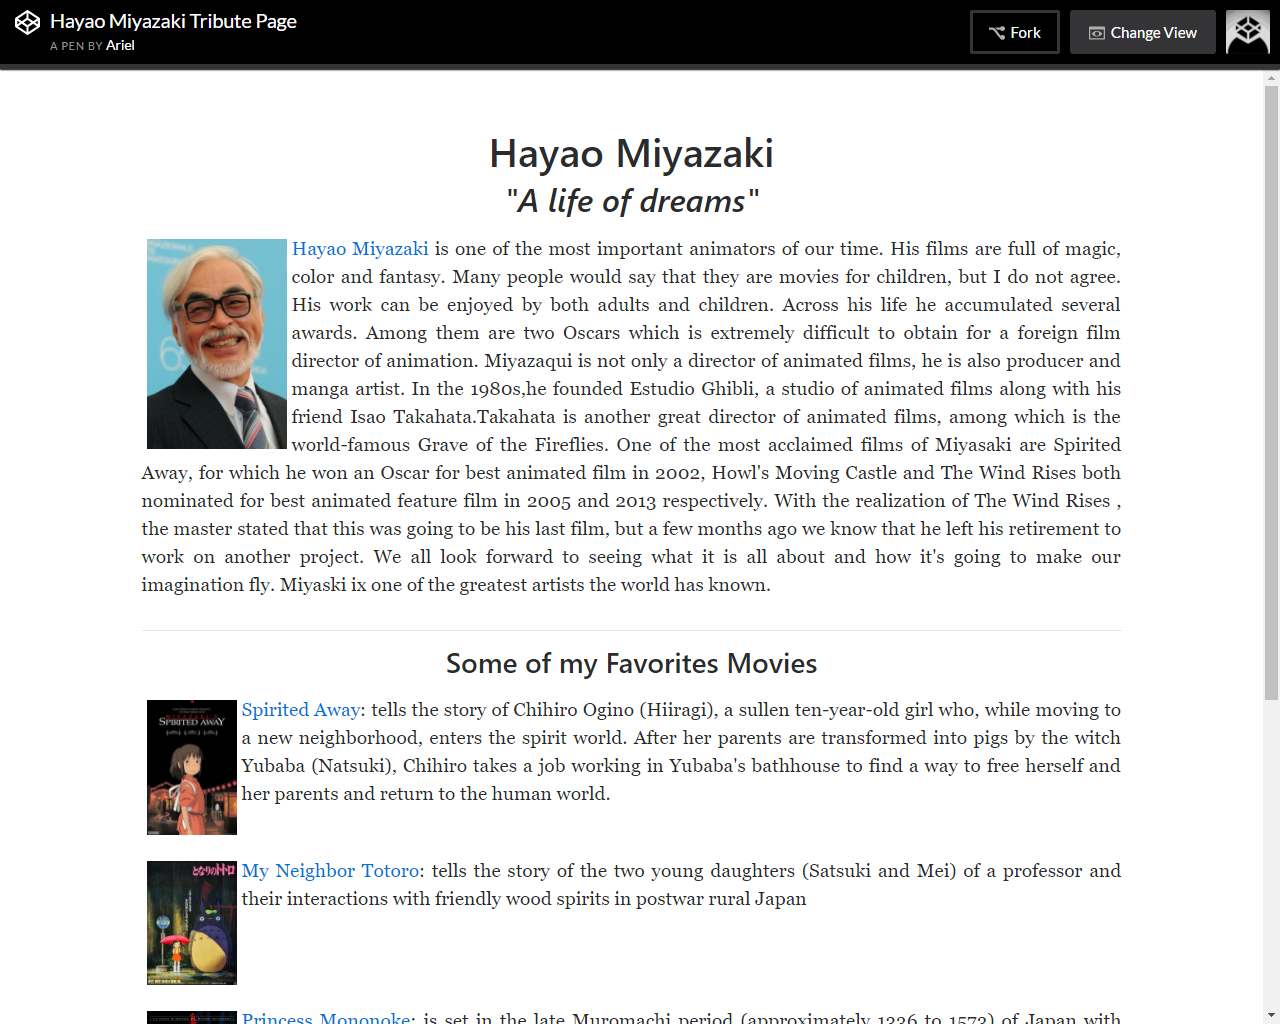 Hayao Miyazaki Tribute Page
A PEN BY Ariel
Fork
Change View
Hayao Miyazaki
"A life of dreams"
Hayao Miyazaki is one of the most important animators of our time. His films are full of magic,
color and fantasy. Many people would say that they are movies for children, but I do not agree.
His work can be enjoyed by both adults and children. Across his life he accumulated several
awards. Among them are two Oscars which is extremely difficult to obtain for a foreign film
director of animation. Miyazaqui is not only a director of animated films, he is also producer and
manga artist. In the 1980s,he founded Estudio Ghibli, a studio of animated films along with his
friend Isao Takahata.Takahata is another great director of animated films, among which is the
world-famous Grave of the Fireflies. One of the most acclaimed films of Miyasaki are Spirited
Away, for which he won an Oscar for best animated film in 2002, Howl's Moving Castle and The Wind Rises both
nominated for best animated feature film in 2005 and 2013 respectively. With the realization of The Wind Rises ,
the master stated that this was going to be his last film, but a few months ago we know that he left his retirement to
work on another project. We all look forward to seeing what it is all about and how it's going to make our
imagination fly. Miyaski ix one of the greatest artists the world has known.
Some of my Favorites Movies
SPIRITED AWAY
Spirited Away: tells the story of Chihiro Ogino (Hiiragi), a sullen ten-year-old girl who, while moving to
a new neighborhood, enters the spirit world. After her parents are transformed into pigs by the witch
Yubaba (Natsuki), Chihiro takes a job working in Yubaba's bathhouse to find a way to free herself and
her parents and return to the human world.
となりのトトロ
My Neighbor Totoro: tells the story of the two young daughters (Satsuki and Mei) of a professor and
their interactions with friendly wood spirits in postwar rural Japan
Princess Mononoke: is set in the late Muromachi period (approximately 1336 to 1573) of Japan with